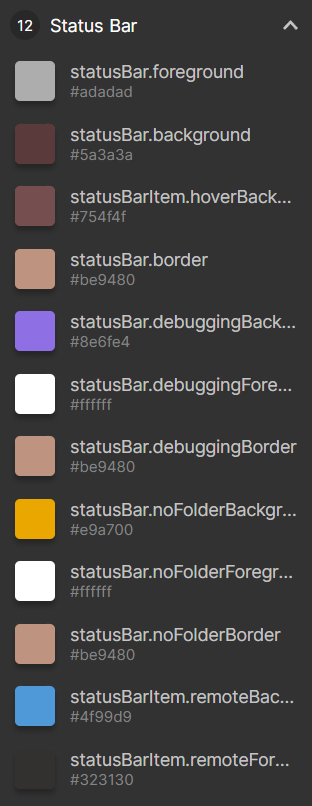 12 Status Bar
statusBar.foreground
#adadad
statusBar.background
#5a3a3a
statusBarItem.hoverBack...
#754f4f
statusBar.border
#be9480
statusBar.debuggingBack...
#8e6fe4
statusBar.debuggingFore...
#ffffff
statusBar.debuggingBorder
#be9480
statusBar.noFolderBackgr...
#e9a700
statusBar.noFolderForegr...
#ffffff
statusBar.noFolderBorder
#be9480
statusBarItem.remoteBac...
#4f99d9
statusBarItem.remoteFor...
#323130